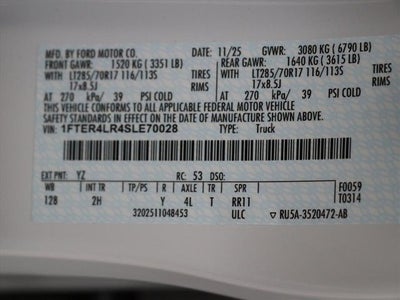 MFD. BY FORD MOTOR CO. DATE: 11/25 GVWR: 3080 KG ( 6790 LB)
FRONT GAWR: 1520 KG ( 3351 LB) REAR GAWR: 1640 KG ( 3615 LB)
WITH LT285/70R17 116/113S TIRES WITH LT285/70R17 116/113S TIRES
17x8.5J RIMS 17x8.5J RIMS
AT 270 kPa/ 39 PSI COLD AT 270 kPa/ 39 PSI COLD
THIS VEHICLE CONFORMS TO ALL APPLICABLE FEDERAL MOTOR VEHICLE
SAFETY STANDARDS IN EFFECT ON THE DATE OF MANUFACTURE SHOWN ABOVE.
VIN: 1FTER4LR4SLE70028 TYPE: Truck
EXT PNT: YZ RC: 53 DSO:
WB INT TR TP/PS R AXLE TR SPR F0059
128 2H Y 4L T RR11 T0314
3202511048453 ULC RU5A-3520472-AB